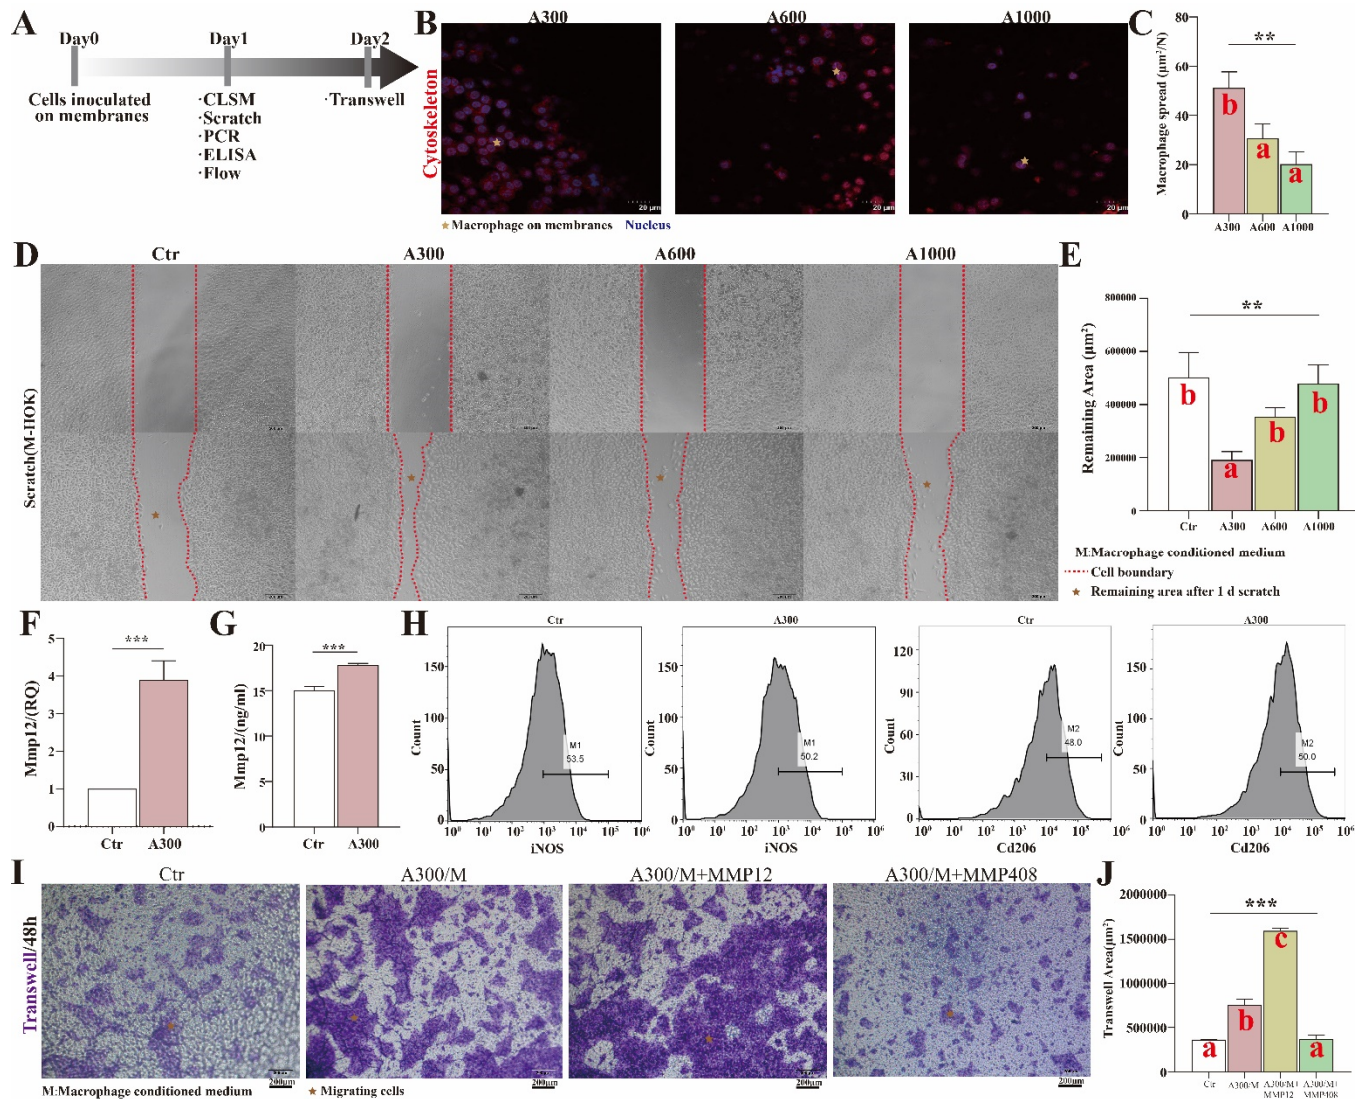 A
Day0
Day1
Day2
Cells inoculated
on membranes
·CLSM
·Scratch
·PCR
·ELISA
·Flow
·Transwell
B
A300
A600
A1000
Cytoskeleton
20 μm
20 μm
20 μm
★ Macrophage on membranes Nucleus
C
Macrophage spread (μm²/N)
80
60
40
20
0
**
b
a
a
A300 A600 A1000
D
Ctr
A300
A600
A1000
Scratch(M-HOK)
E
Remaining Area (μm²)
800000
600000
400000
200000
0
**
b
a
b
b
Ctr A300 A600 A1000
M:Macrophage conditioned medium
Cell boundary
★ Remaining area after 1 d scratch
F
Mmp12/(RQ)
5
4
3
2
1
0
***
Ctr A300
G
Mmp12/(ng/ml)
20
15
10
5
0
***
Ctr A300
H
Ctr
Count
150
100
50
0
M1
53.5
10⁰ 10¹ 10² 10³ 10⁴ 10⁵ 10⁶
iNOS
A300
Count
150
100
50
0
M1
50.2
10⁰ 10¹ 10² 10³ 10⁴ 10⁵ 10⁶
iNOS
Ctr
Count
120
90
60
30
0
M2
48.0
10⁰ 10¹ 10² 10³ 10⁴ 10⁵ 10⁶
Cd206
A300
Count
150
100
50
0
M2
50.0
10⁰ 10¹ 10² 10³ 10⁴ 10⁵ 10⁶
Cd206
I
Ctr
A300/M
A300/M+MMP12
A300/M+MMP408
Transwell/48h
200μm
200μm
200μm
200μm
M:Macrophage conditioned medium
★ Migrating cells
J
Transwell Area(μm²)
2000000
1500000
1000000
500000
0
***
a
b
c
a
Ctr A300/M A300/M+ A300/M+
MMP12 MMP408